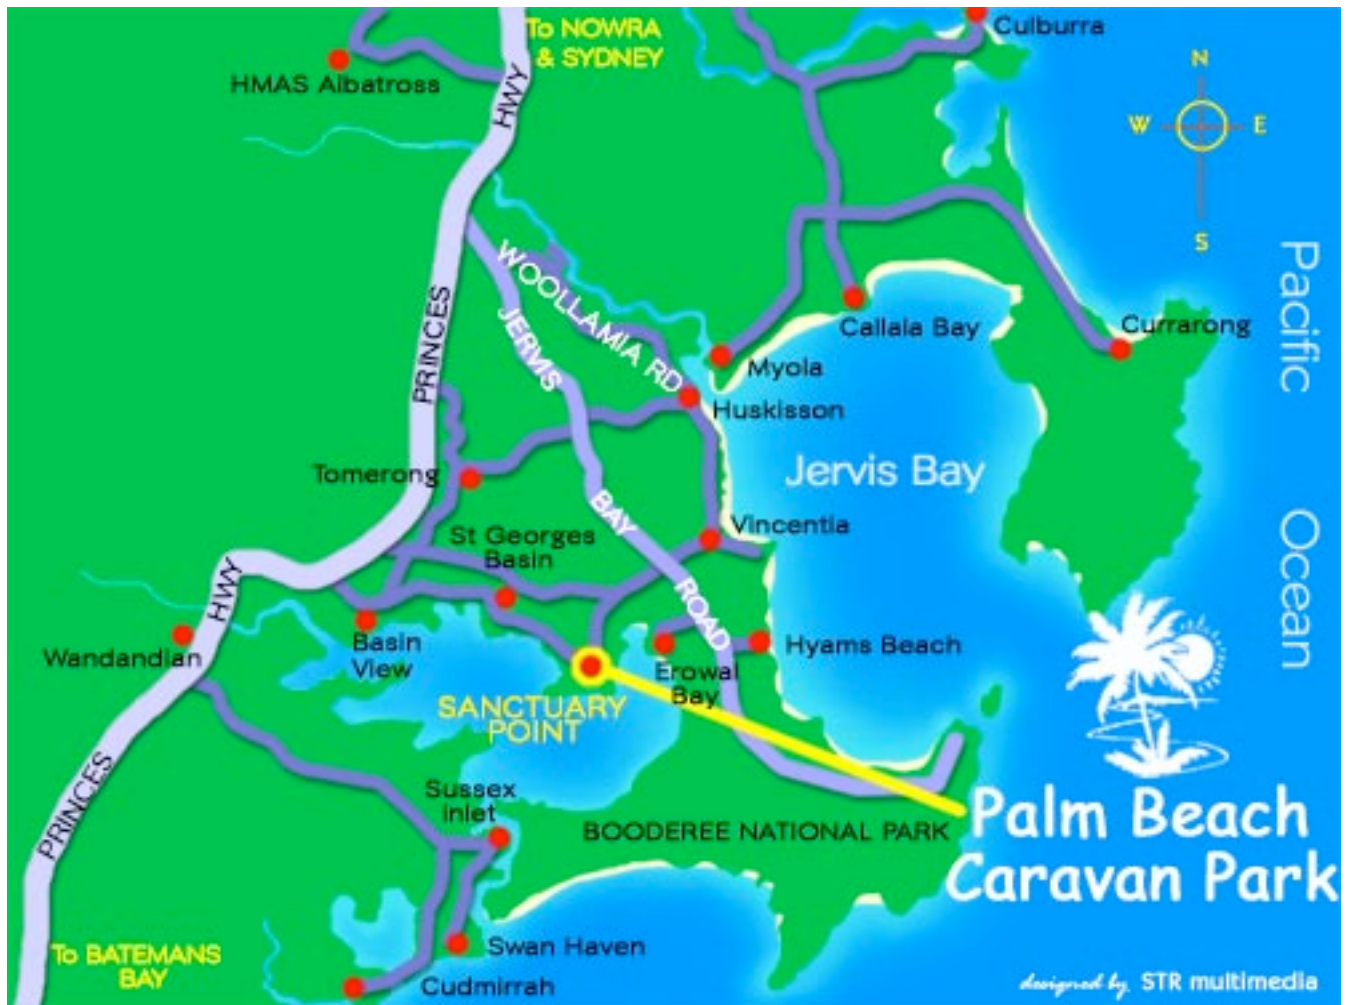 To NOWRA
& SYDNEY
Culburra
HMAS Albatross
HWY
N
W E
S
WOOLLAMIA RD
JERVIS
PRINCES
Pacific
Callala Bay
Currarong
Myola
Huskisson
Jervis Bay
Tomerong
BAY
Vincentia
St Georges
Basin
Ocean
HWY
ROAD
Wandandian
Basin
View
Erowal
Bay
Hyams Beach
SANCTUARY
POINT
PRINCES
Sussex
inlet
BOODEREE NATIONAL PARK
Palm Beach
Caravan Park
To BATEMANS
BAY
Swan Haven
Cudmirrah
designed by STR multimedia